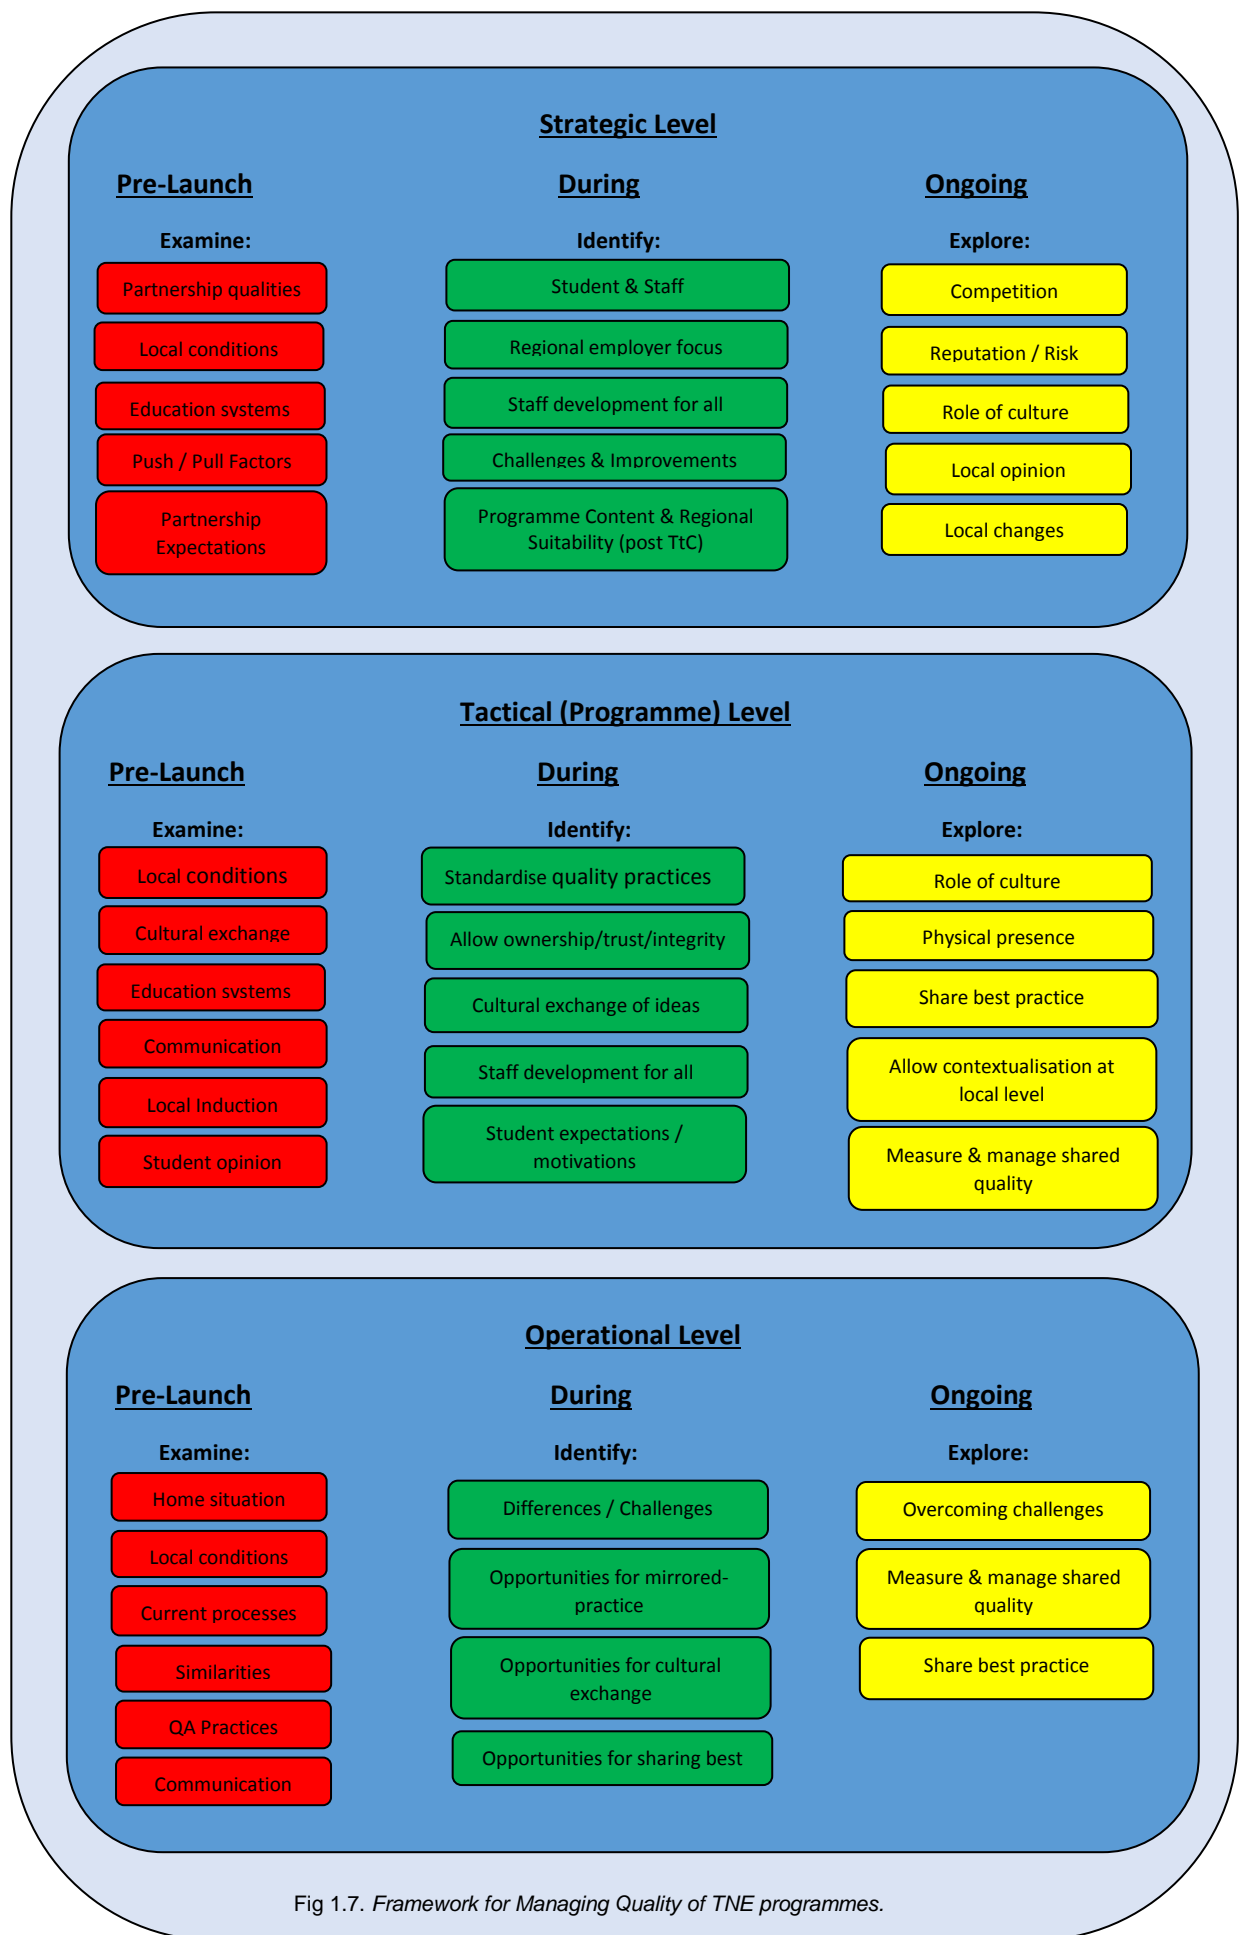 Strategic Level
Pre-Launch
During
Ongoing
Examine:
Identify:
Explore:
Partnership qualities
Local conditions
Education systems
Push / Pull Factors
Partnership
Expectations
Student & Staff
Regional employer focus
Staff development for all
Challenges & Improvements
Programme Content & Regional
Suitability (post TtC)
Competition
Reputation / Risk
Role of culture
Local opinion
Local changes
Tactical (Programme) Level
Pre-Launch
During
Ongoing
Examine:
Identify:
Explore:
Local conditions
Cultural exchange
Education systems
Communication
Local Induction
Student opinion
Standardise quality practices
Allow ownership/trust/integrity
Cultural exchange of ideas
Staff development for all
Student expectations /
motivations
Role of culture
Physical presence
Share best practice
Allow contextualisation at
local level
Measure & manage shared
quality
Operational Level
Pre-Launch
During
Ongoing
Examine:
Identify:
Explore:
Home situation
Local conditions
Current processes
Similarities
QA Practices
Communication
Differences / Challenges
Opportunities for mirrored-
practice
Opportunities for cultural
exchange
Opportunities for sharing best
Overcoming challenges
Measure & manage shared
quality
Share best practice
Fig 1.7. Framework for Managing Quality of TNE programmes.